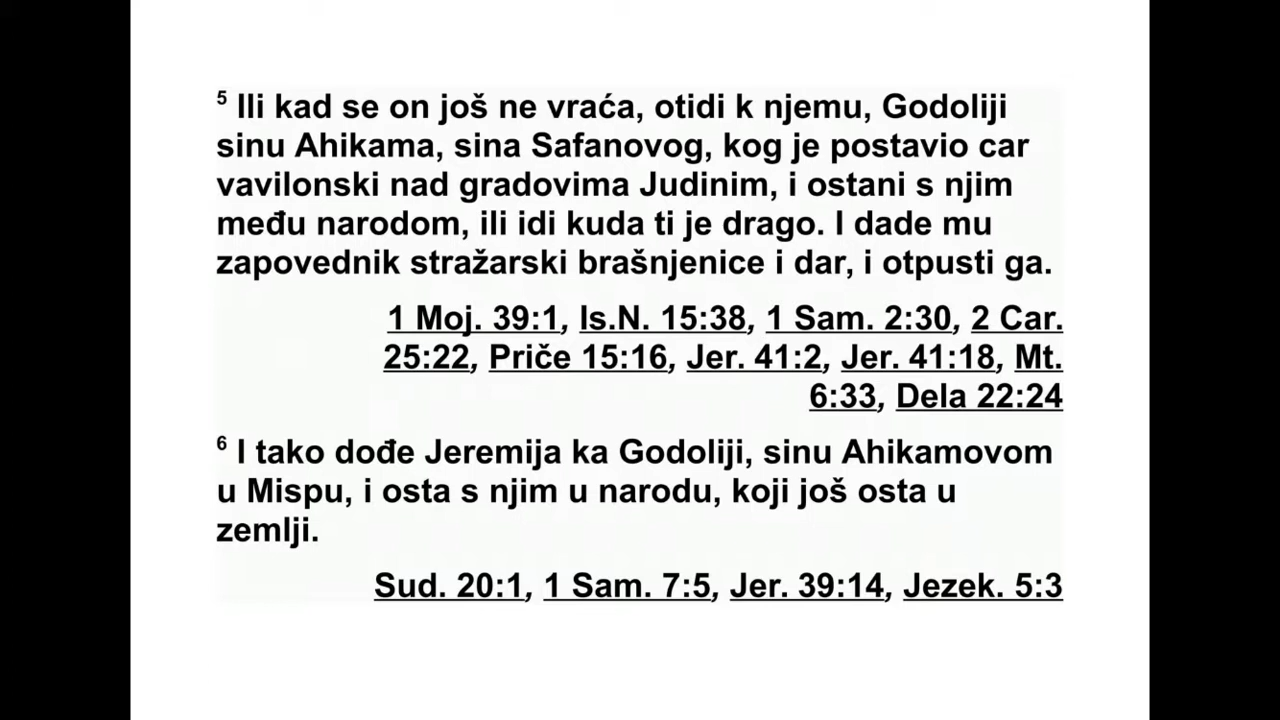 5 Ili kad se on još ne vraća, otidi k njemu, Godoliji
sinu Ahikama, sina Safanovog, kog je postavio car
vavilonski nad gradovima Judinim, i ostani s njim
među narodom, ili idi kuda ti je drago. I dade mu
zapovednik stražarski brašnjenice i dar, i otpusti ga.
1 Moj. 39:1, Is.N. 15:38, 1 Sam. 2:30, 2 Car.
25:22, Priče 15:16, Jer. 41:2, Jer. 41:18, Mt.
6:33, Dela 22:24
6 I tako dođe Jeremija ka Godoliji, sinu Ahikamovom
u Mispu, i osta s njim u narodu, koji još osta u
zemlji.
Sud. 20:1, 1 Sam. 7:5, Jer. 39:14, Jezek. 5:3